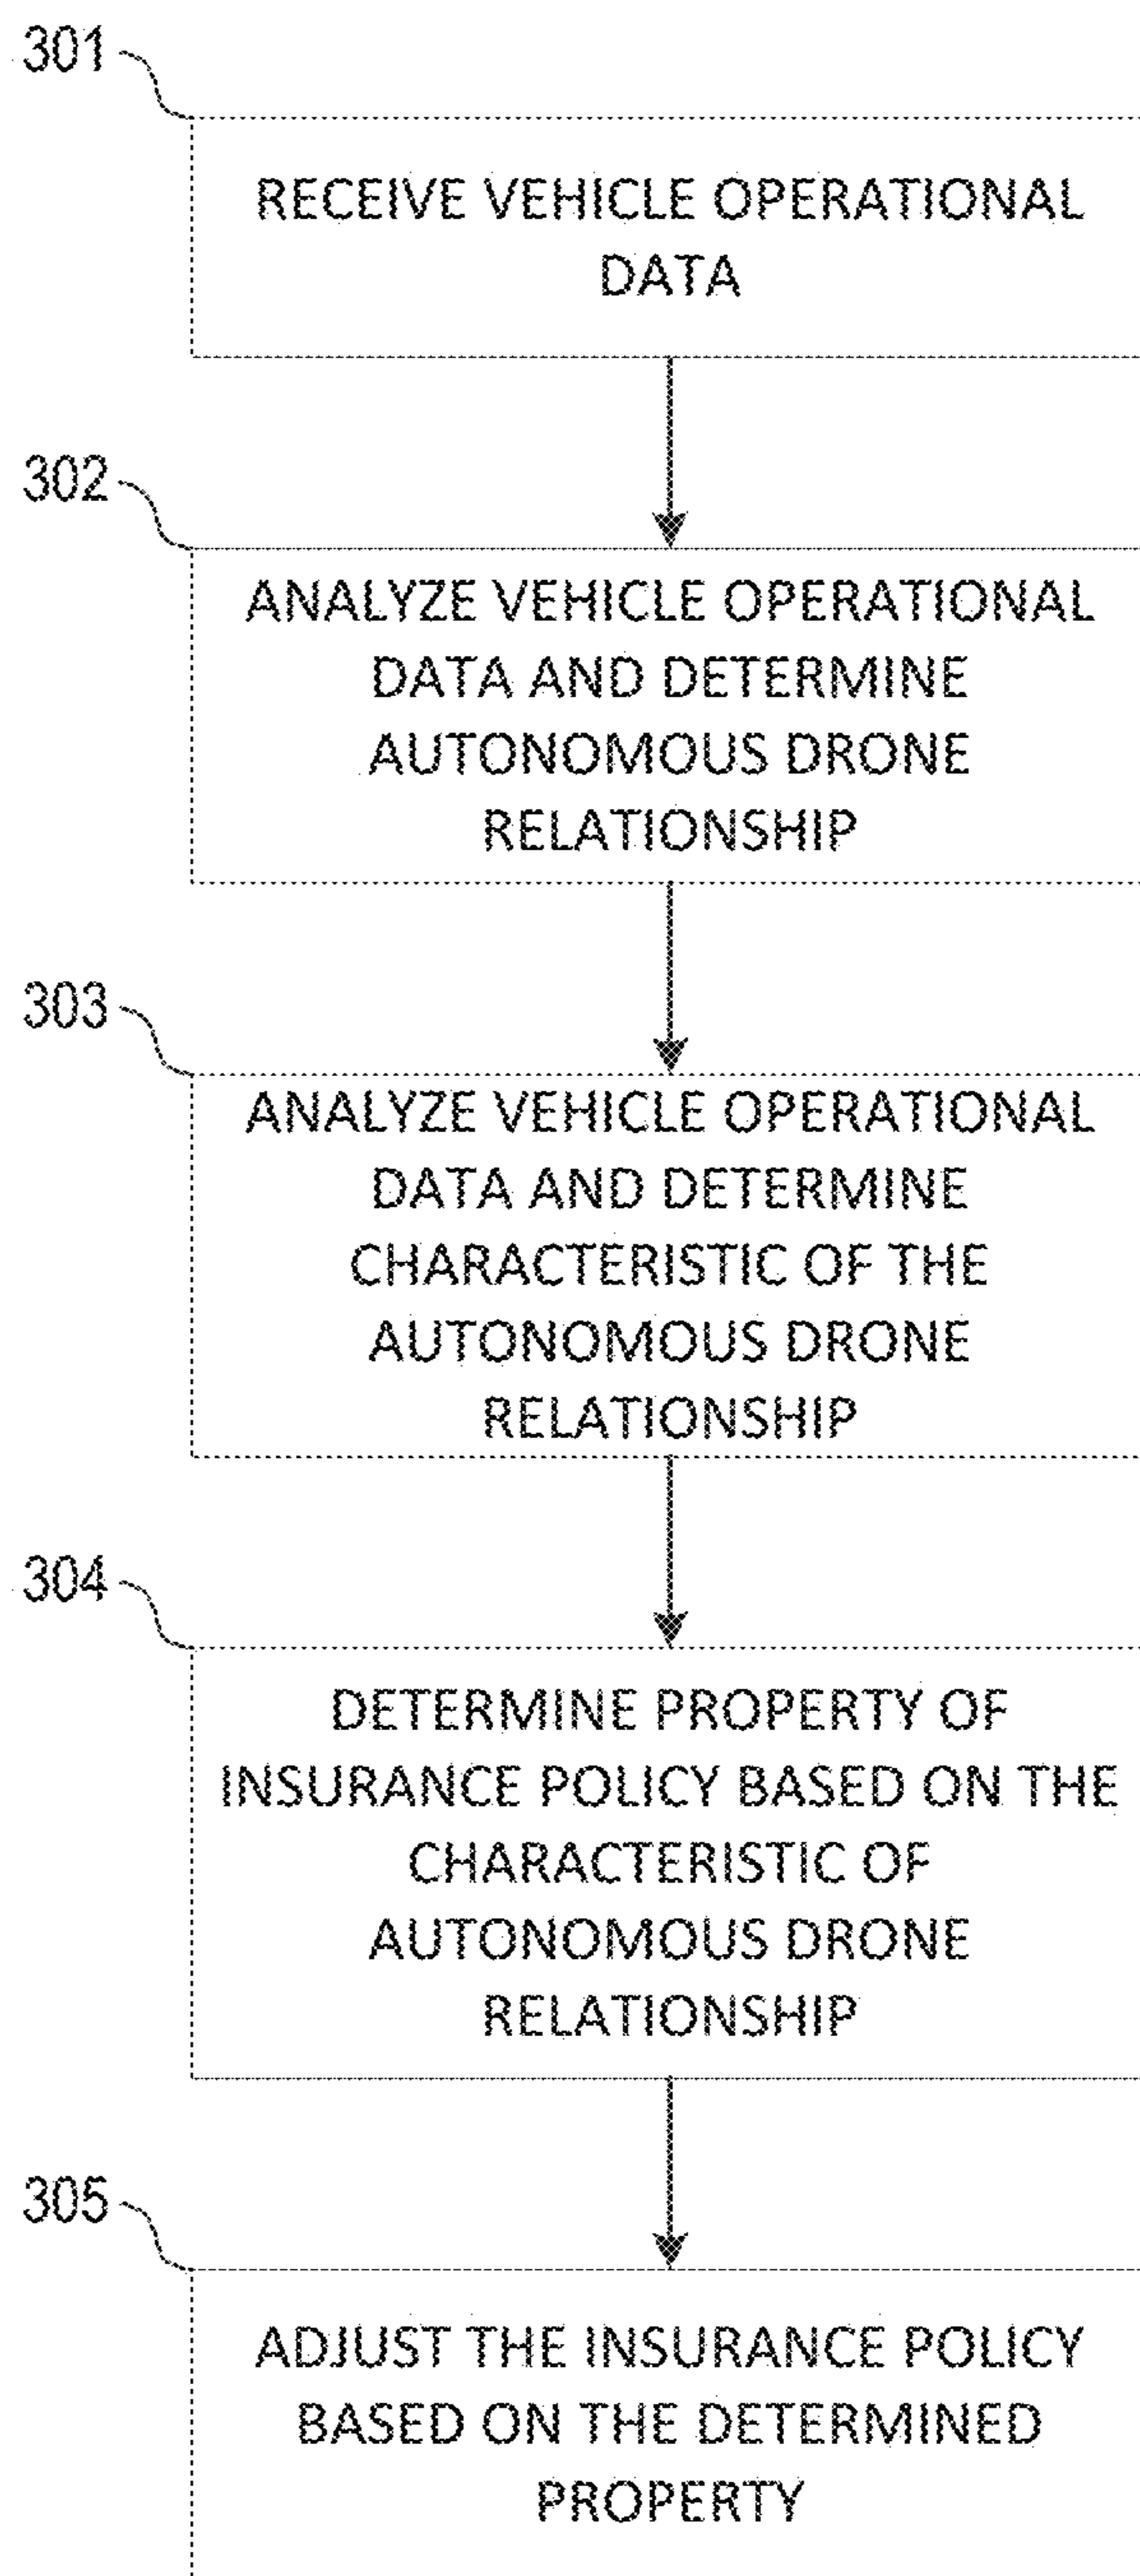 301
RECEIVE VEHICLE OPERATIONAL
DATA
302
ANALYZE VEHICLE OPERATIONAL
DATA AND DETERMINE
AUTONOMOUS DRONE
RELATIONSHIP
303
ANALYZE VEHICLE OPERATIONAL
DATA AND DETERMINE
CHARACTERISTIC OF THE
AUTONOMOUS DRONE
RELATIONSHIP
304
DETERMINE PROPERTY OF
INSURANCE POLICY BASED ON THE
CHARACTERISTIC OF
AUTONOMOUS DRONE
RELATIONSHIP
305
ADJUST THE INSURANCE POLICY
BASED ON THE DETERMINED
PROPERTY